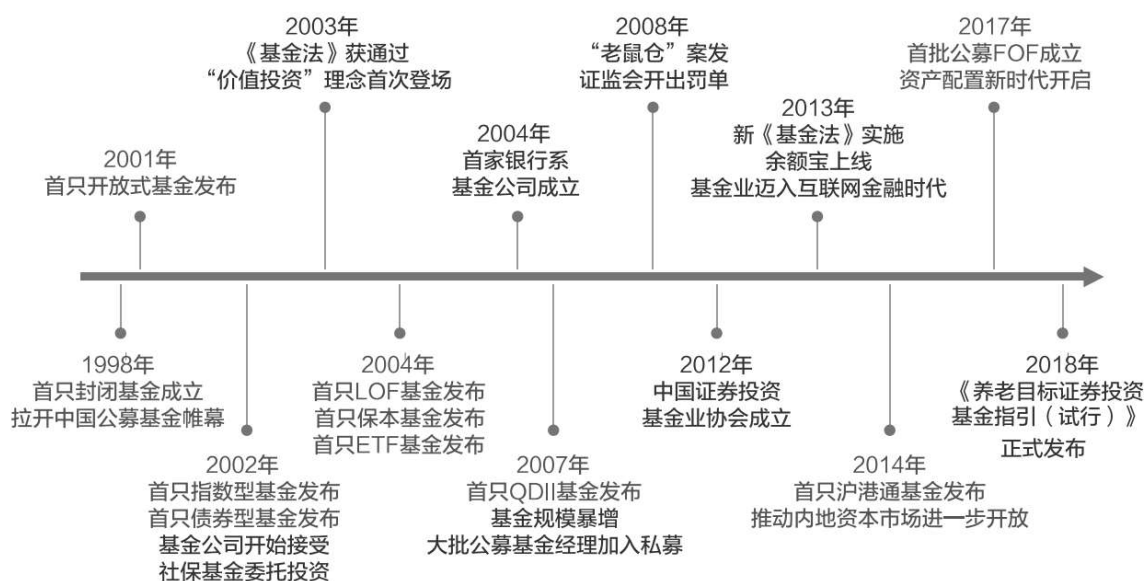 2003年
《基金法》获通过
“价值投资”理念首次登场
2008年
“老鼠仓”案发
证监会开出罚单
2017年
首批公募FOF成立
资产配置新时代开启
2001年
首只开放式基金发布
2004年
首家银行系
基金公司成立
2013年
新《基金法》实施
余额宝上线
基金业迈入互联网金融时代
1998年
首只封闭基金成立
拉开中国公募基金帷幕
2004年
首只LOF基金发布
首只保本基金发布
首只ETF基金发布
2012年
中国证券投资
基金业协会成立
2018年
《养老目标证券投资
基金指引（试行）》
正式发布
2002年
首只指数型基金发布
首只债券型基金发布
基金公司开始接受
社保基金委托投资
2007年
首只QDII基金发布
基金规模暴增
大批公募基金经理加入私募
2014年
首只沪港通基金发布
推动内地资本市场进一步开放